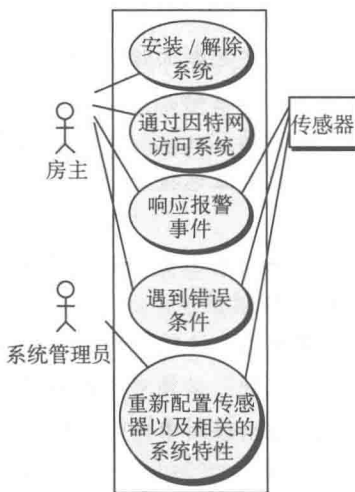 安装 / 解除
系统
通过因特网
访问系统
房主
传感器
响应报警
事件
遇到错误
条件
系统管理员
重新配置传感
器以及相关的
系统特性